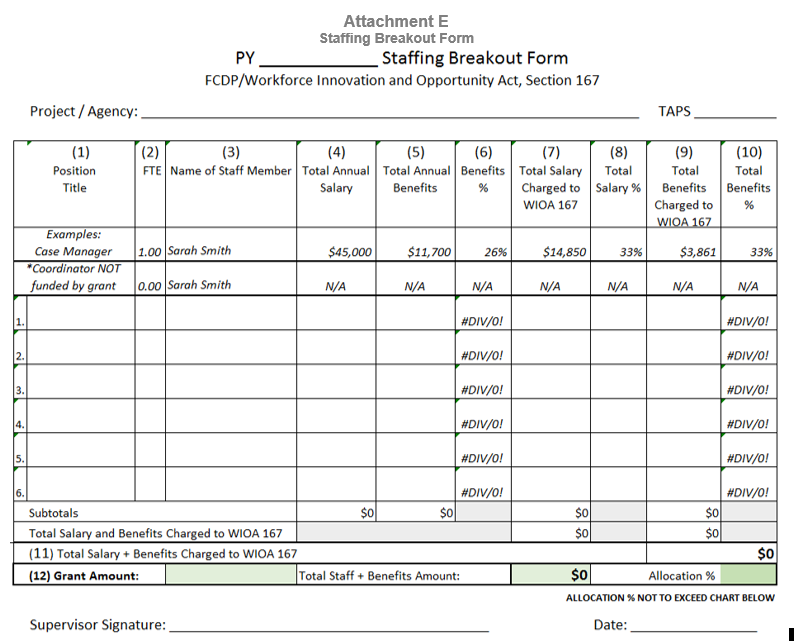 Attachment E
Staffing Breakout Form
PY ______________ Staffing Breakout Form
FCDP/Workforce Innovation and Opportunity Act, Section 167
Project / Agency: ______________ TAPS ______________
(1) (2) (3) (4) (5) (6) (7) (8) (9) (10)
Position FTE Name of Staff Member Total Annual Total Annual Benefits Total Salary Total Total Total
Title Salary Benefits % Charged to Salary % Benefits Benefits
WIOA 167 Charged to %
WIOA 167
Examples:
Case Manager 1.00 Sarah Smith $45,000 $11,700 26% $14,850 33% $3,861 33%
*Coordinator NOT
funded by grant 0.00 Sarah Smith N/A N/A N/A N/A N/A N/A N/A
1. #DIV/0! #DIV/0!
2. #DIV/0! #DIV/0!
3. #DIV/0! #DIV/0!
4. #DIV/0! #DIV/0!
5. #DIV/0! #DIV/0!
6. #DIV/0! #DIV/0!
Subtotals $0 $0 $0 $0
Total Salary and Benefits Charged to WIOA 167 $0 $0
(11) Total Salary + Benefits Charged to WIOA 167 $0
(12) Grant Amount: Total Staff + Benefits Amount: $0 Allocation %
ALLOCATION % NOT TO EXCEED CHART BELOW
Supervisor Signature: ______________ Date: ______________